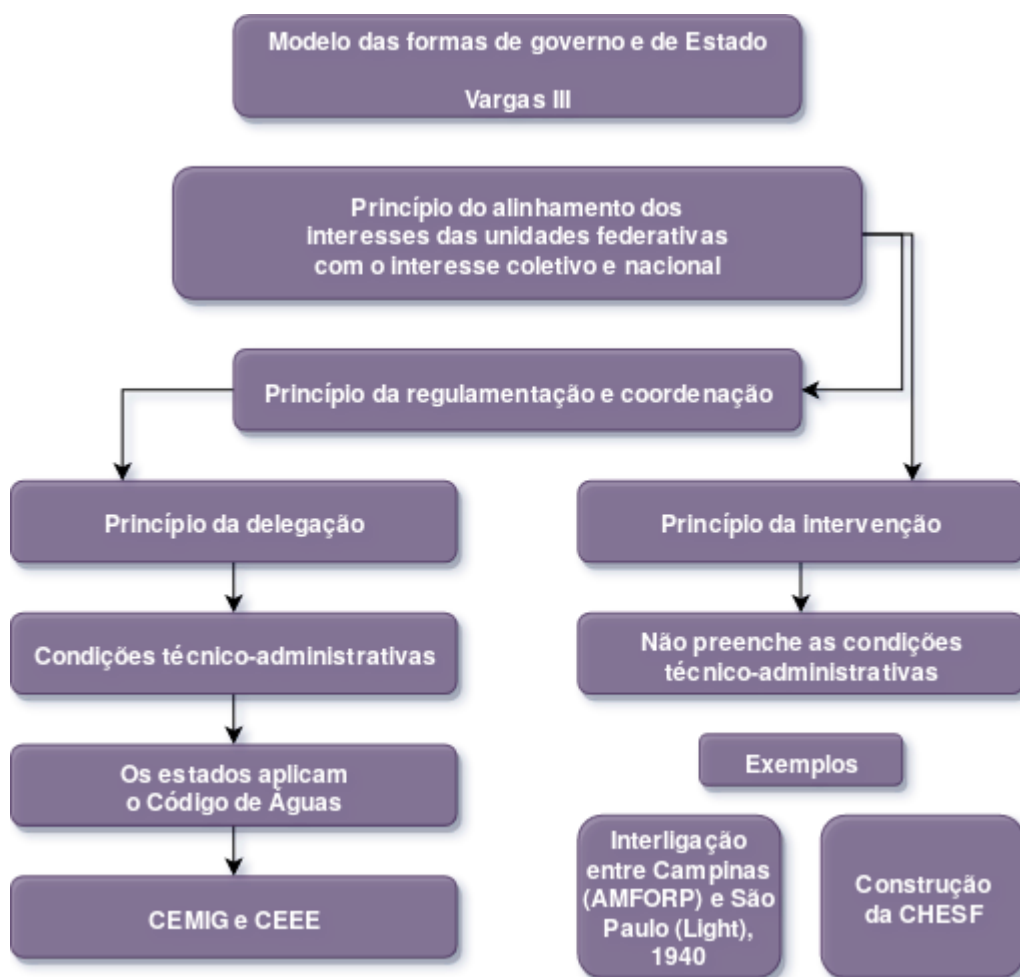 Modelo das formas de governo e de Estado
Vargas III
Princípio do alinhamento dos
interesses das unidades federativas
com o interesse coletivo e nacional
Princípio da regulamentação e coordenação
Princípio da delegação
Princípio da intervenção
Condições técnico-administrativas
Não preenche as condições
técnico-administrativas
Os estados aplicam
o Código de Águas
Exemplos
CEMIG e CEEE
Interligação
entre Campinas
(AMFORP) e São
Paulo (Light),
1940
Construção
da CHESF